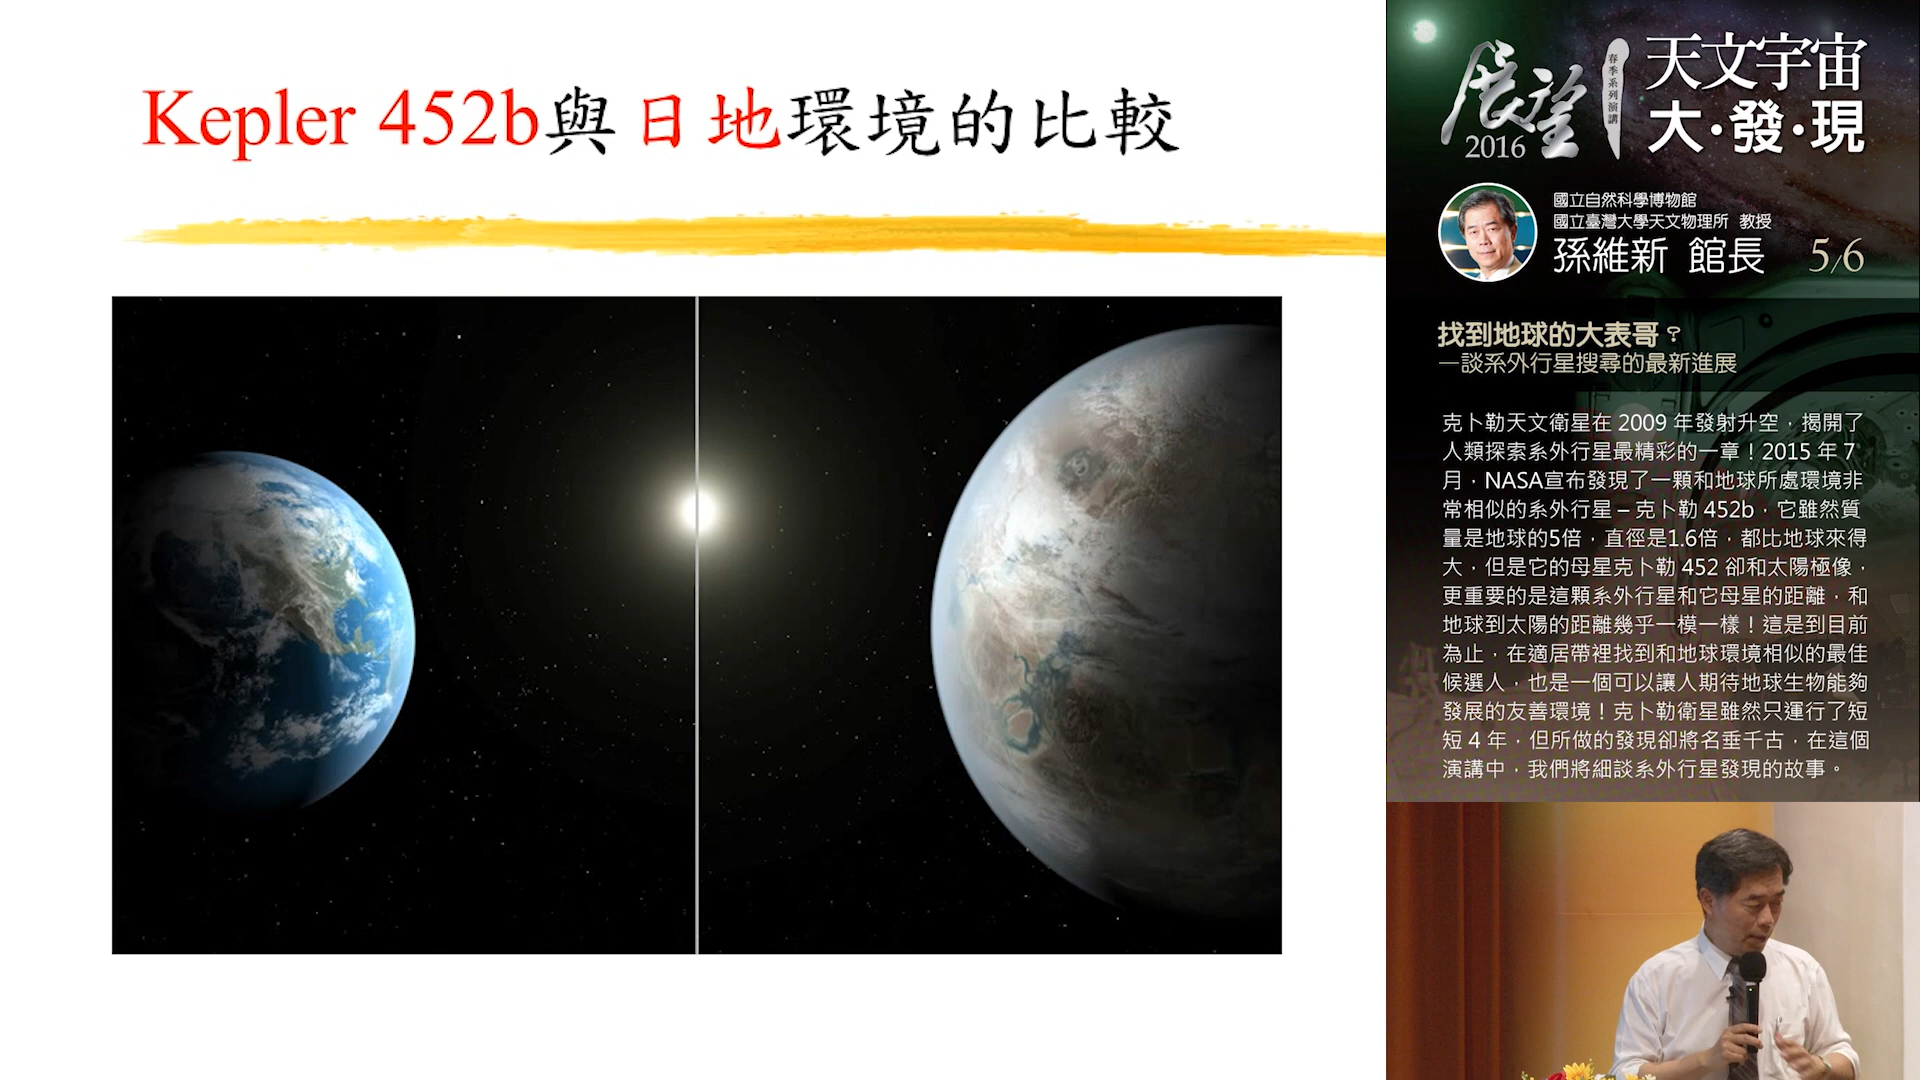 Kepler 452b與日地環境的比較
展望
2016
春季系列演講
天文宇宙
大·發·現
國立自然科學博物館
國立臺灣大學天文物理所 教授
孫維新 館長 5/6
找到地球的大表哥？
—談系外行星搜尋的最新進展
克卜勒天文衛星在 2009 年發射升空，揭開了
人類探索系外行星最精彩的一章！2015 年 7
月，NASA宣布發現了一顆和地球所處環境非
常相似的系外行星 – 克卜勒 452b，它雖然質
量是地球的5倍，直徑是1.6倍，都比地球來得
大，但是它的母星克卜勒 452 卻和太陽極像，
更重要的是這顆系外行星和它母星的距離，和
地球到太陽的距離幾乎一模一樣！這是到目前
為止，在適居帶裡找到和地球環境相似的最佳
候選人，也是一個可以讓人期待地球生物能夠
發展的友善環境！克卜勒衛星雖然只運行了短
短 4 年，但所做的發現卻將名垂千古，在這個
演講中，我們將細談系外行星發現的故事。